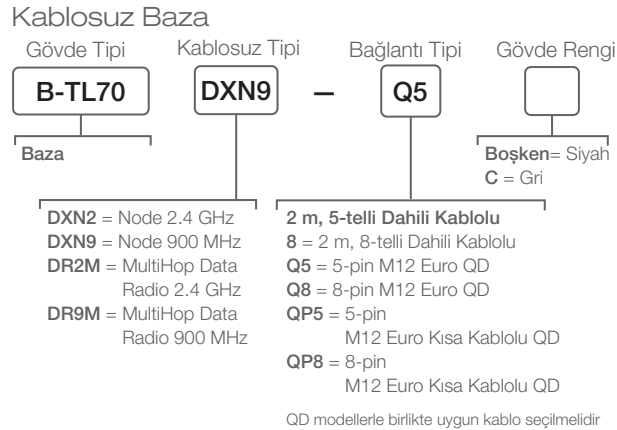 Kablosuz Baza
Gövde Tipi
Kablosuz Tipi
Bağlantı Tipi
Gövde Rengi
B-TL70
DXN9
–
Q5
Baza
Boşken= Siyah
C = Gri
DXN2 = Node 2.4 GHz
DXN9 = Node 900 MHz
DR2M = MultiHop Data
Radio 2.4 GHz
DR9M = MultiHop Data
Radio 900 MHz
2 m, 5-telli Dahili Kablolu
8 = 2 m, 8-telli Dahili Kablolu
Q5 = 5-pin M12 Euro QD
Q8 = 8-pin M12 Euro QD
QP5 = 5-pin
M12 Euro Kısa Kablolu QD
QP8 = 8-pin
M12 Euro Kısa Kablolu QD
QD modellerle birlikte uygun kablo seçilmelidir